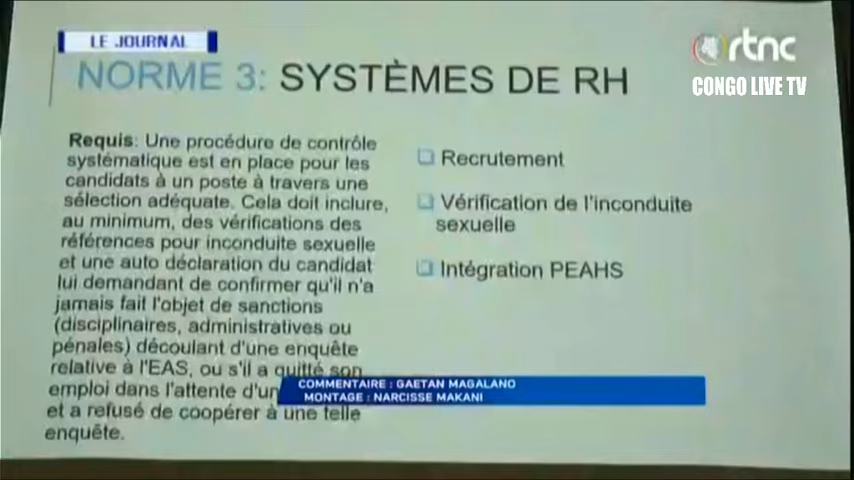 LE JOURNAL
rtnc
CONGO LIVE TV
NORME 3: SYSTÈMES DE RH
Requis: Une procédure de contrôle
systématique est en place pour les
candidats à un poste à travers une
sélection adéquate. Cela doit inclure,
au minimum, des vérifications des
références pour inconduite sexuelle
et une auto déclaration du candidat
lui demandant de confirmer qu'il n'a
jamais fait l'objet de sanctions
(disciplinaires, administratives ou
pénales) découlant d'une enquête
relative à l'EAS, ou s'il a quitté son
emploi dans l'attente d'un
et a refusé de coopérer à une telle
enquête.
Recrutement
Vérification de l'inconduite
sexuelle
Intégration PEAHS
COMMENTAIRE : GAETAN MAGALANO
MONTAGE : NARCISSE MAKANI